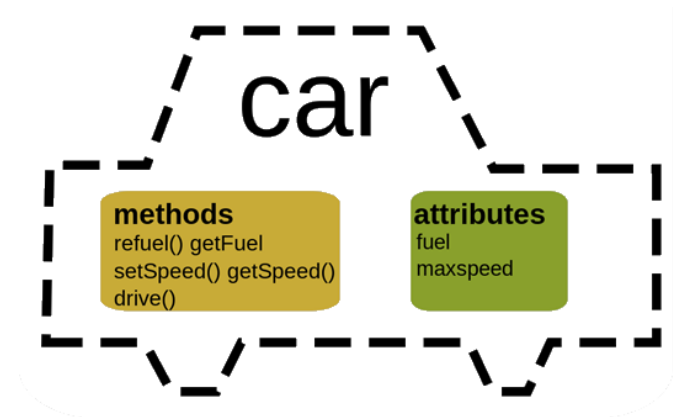 car
methods
refuel() getFuel
setSpeed() getSpeed()
drive()
attributes
fuel
maxspeed